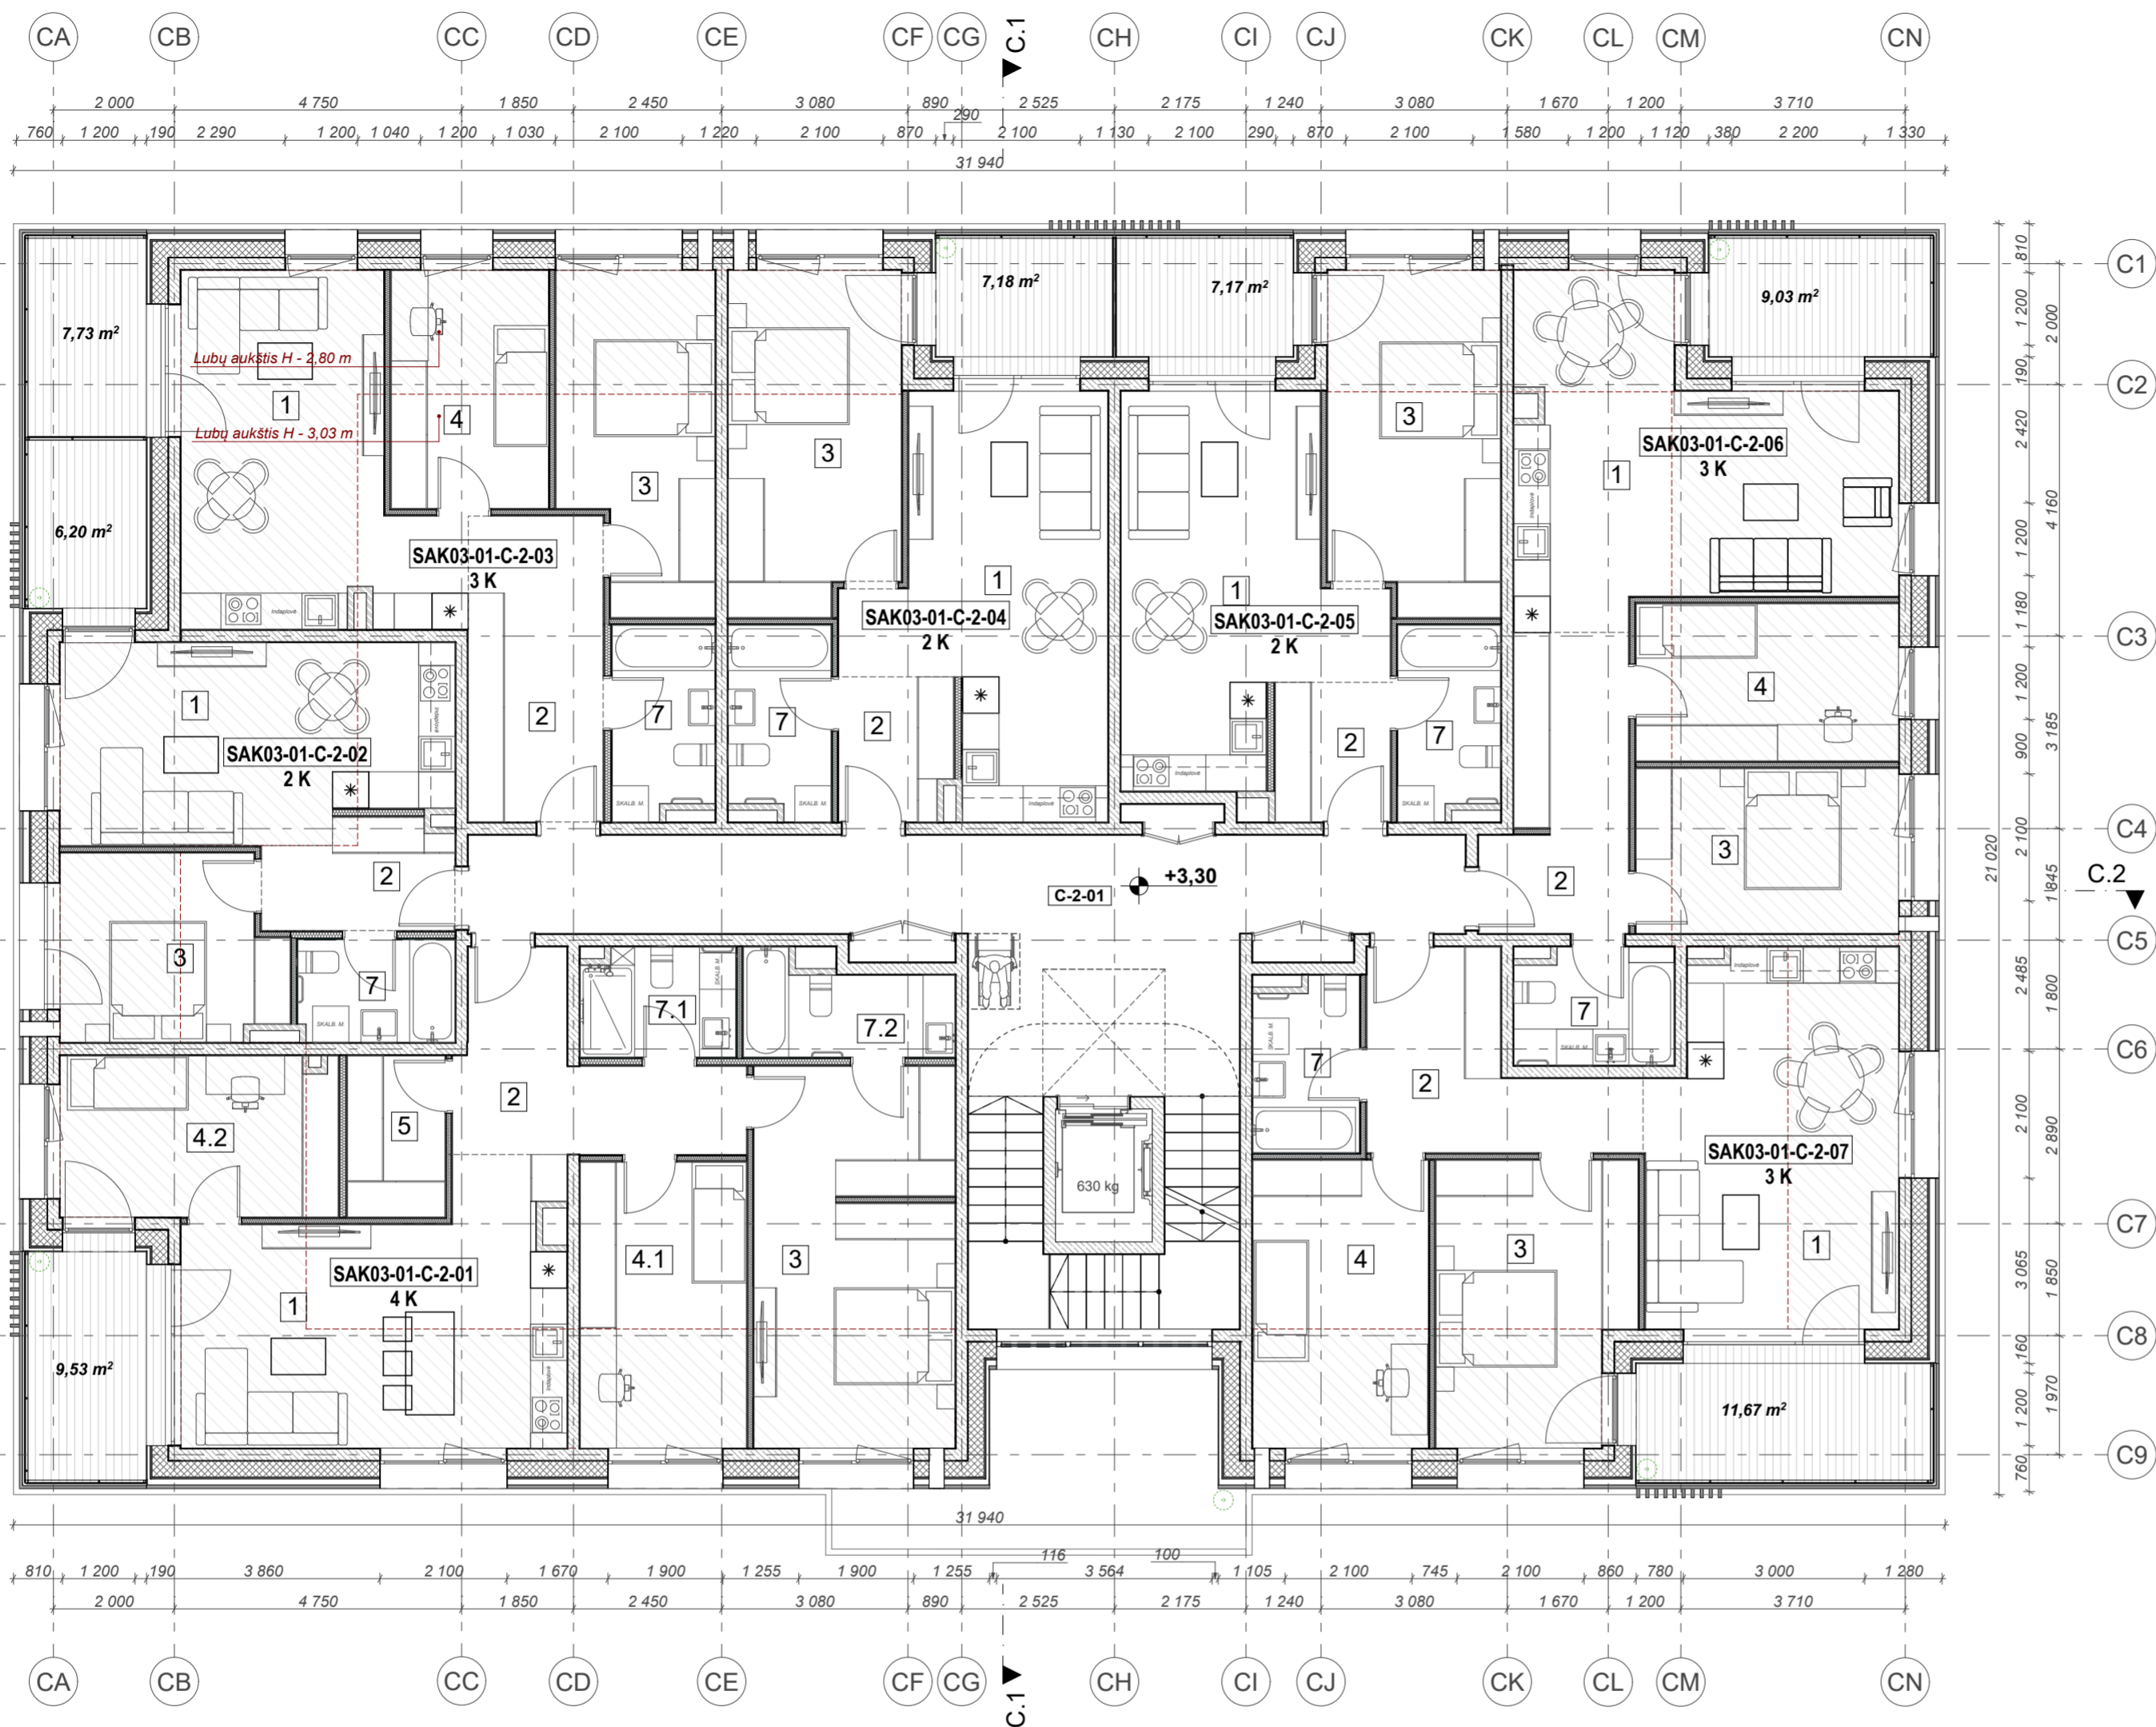 CA CB CC CD CE CF CG C.1 CH CI CJ CK CL CM CN
2 000 4 750 1 850 2 450 3 080 890 2 525 2 175 1 240 3 080 1 670 1 200 3 710
290
760 1 200 190 2 290 1 200 1 040 1 200 1 030 2 100 1 220 2 100 870 2 100 1 130 2 100 290 870 2 100 1 580 1 200 1 120 380 2 200 1 330
31 940
C1
C2
C3
C4
C5
C6
C7
C8
C9
C.2
810
1 200
190
2 420
1 200
1 180
1 200
900
2 100
2 485
2 100
3 065
160
1 200
760
2 000
4 160
3 185
1 845
1 800
2 890
1 850
1 970
21 020
7,73 m²
7,18 m²
7,17 m²
9,03 m²
6,20 m²
Lubų aukštis H - 2,80 m
Lubų aukštis H - 3,03 m
1
4
3
3
3
1
SAK03-01-C-2-06
3 K
SAK03-01-C-2-03
3 K
Indaplovė
Indaplovė
1
SAK03-01-C-2-04
2 K
1
SAK03-01-C-2-05
2 K
4
1
SAK03-01-C-2-02
2 K
Indaplovė
2
7
7
2
2
7
SKALB. M.
SKALB. M.
Indaplovė
Indaplovė
SKALB. M.
3
2
C-2-01
+3,30
2
3
7
SKALB. M.
7.1
SKALB. M.
7.2
SKALB. M.
7
2
7
SKALB. M.
Indaplovė
4.2
5
2
630 kg
SAK03-01-C-2-07
3 K
1
SAK03-01-C-2-01
4 K
1
Indaplovė
4.1
3
4
3
9,53 m²
11,67 m²
31 940
116 100
810 1 200 190 3 860 2 100 1 670 1 900 1 255 1 900 1 255 3 564 1 105 2 100 745 2 100 860 780 3 000 1 280
2 000 4 750 1 850 2 450 3 080 890 2 525 2 175 1 240 3 080 1 670 1 200 3 710
CA CB CC CD CE CF CG C.1 CH CI CJ CK CL CM CN